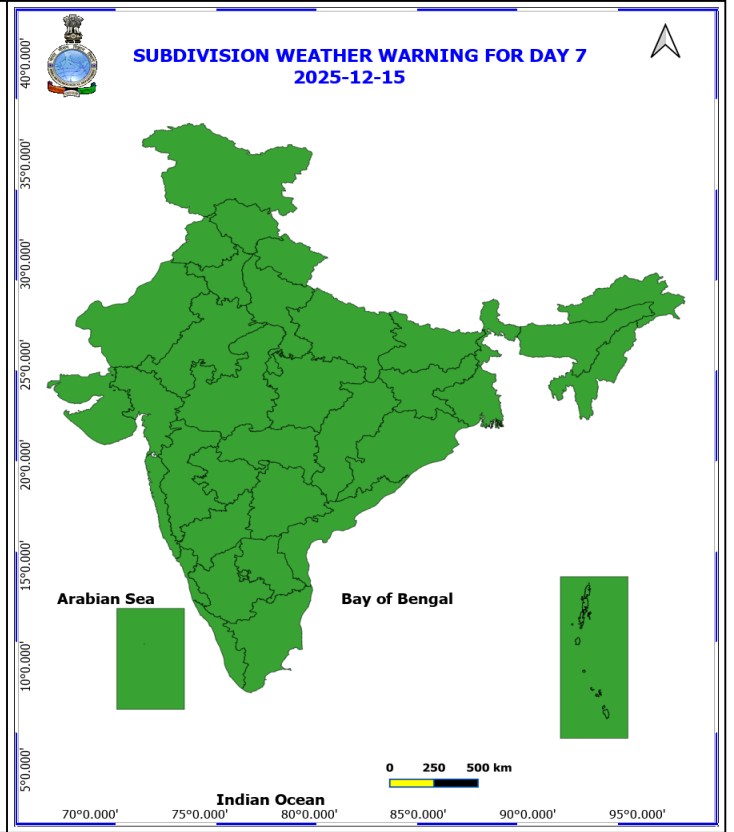 SUBDIVISION WEATHER WARNING FOR DAY 7
2025-12-15
40°0.000'
35°0.000'
30°0.000'
25°0.000'
20°0.000'
15°0.000'
10°0.000'
5°0.000'
Arabian Sea
Bay of Bengal
0 250 500 km
Indian Ocean
70°0.000' 75°0.000' 80°0.000' 85°0.000' 90°0.000' 95°0.000'